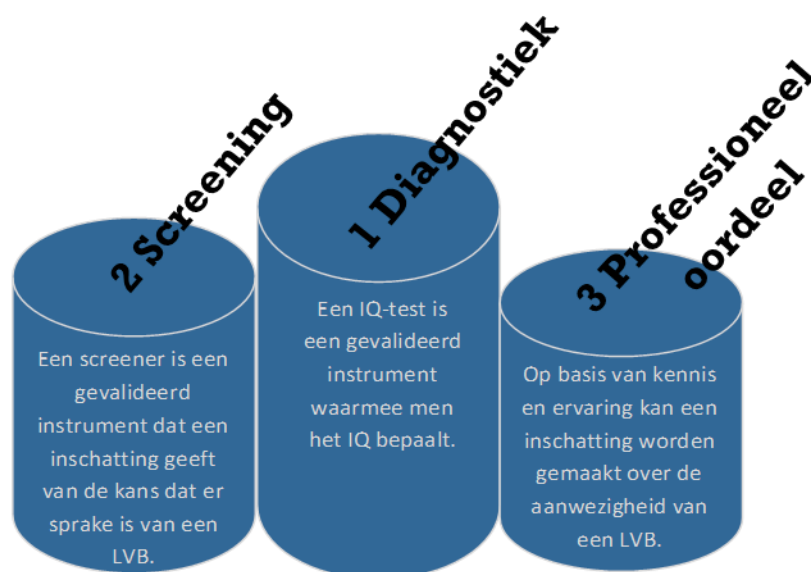 2 Screening
Een screener is een
gevalideerd
instrument dat een
inschatting geeft
van de kans dat er
sprake is van een
LVB.
1 Diagnostiek
Een IQ-test is
een gevalideerd
instrument
waarmee men
het IQ bepaalt.
3 Professioneel
oordeel
Op basis van kennis
en ervaring kan een
inschatting worden
gemaakt over de
aanwezigheid van
een LVB.